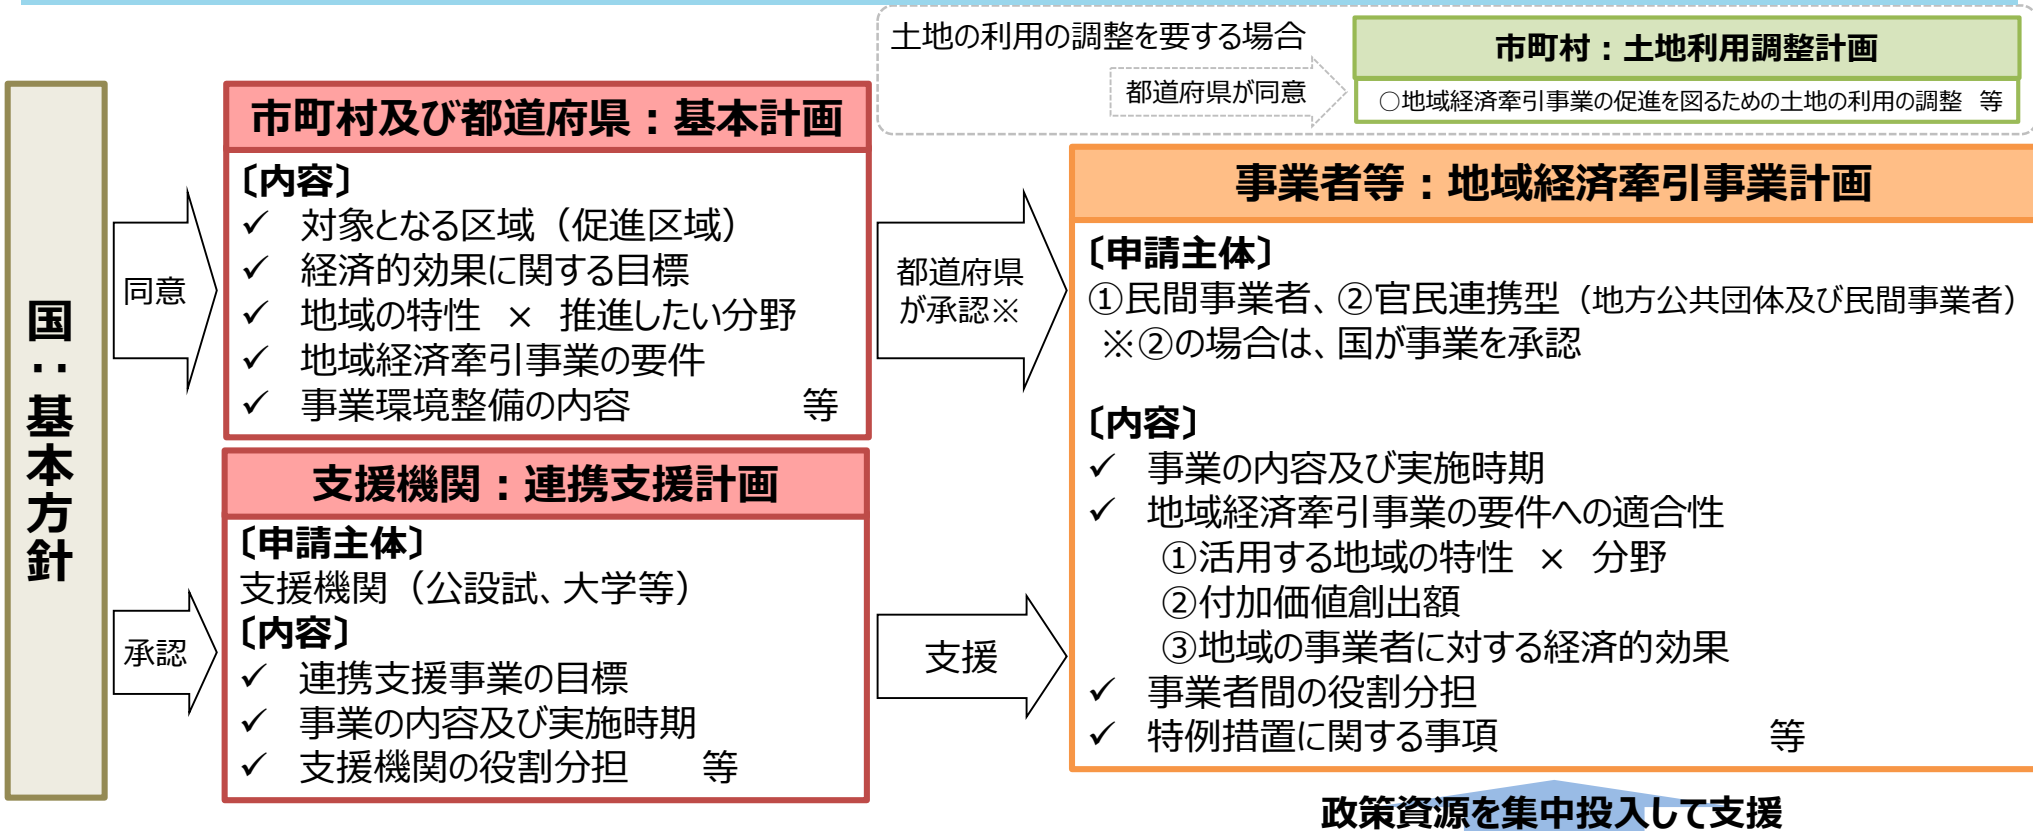 土地の利用の調整を要する場合
都道府県が同意
市町村：土地利用調整計画
○地域経済牽引事業の促進を図るための土地の利用の調整 等
国：基本方針
同意
市町村及び都道府県：基本計画
〔内容〕
✓ 対象となる区域（促進区域）
✓ 経済的効果に関する目標
✓ 地域の特性 × 推進したい分野
✓ 地域経済牽引事業の要件
✓ 事業環境整備の内容 等
承認
支援機関：連携支援計画
〔申請主体〕
支援機関（公設試、大学等）
〔内容〕
✓ 連携支援事業の目標
✓ 事業の内容及び実施時期
✓ 支援機関の役割分担 等
都道府県
が承認※
支援
事業者等：地域経済牽引事業計画
〔申請主体〕
①民間事業者、②官民連携型（地方公共団体及び民間事業者）
※②の場合は、国が事業を承認
〔内容〕
✓ 事業の内容及び実施時期
✓ 地域経済牽引事業の要件への適合性
①活用する地域の特性 × 分野
②付加価値創出額
③地域の事業者に対する経済的効果
✓ 事業者間の役割分担
✓ 特例措置に関する事項 等
政策資源を集中投入して支援